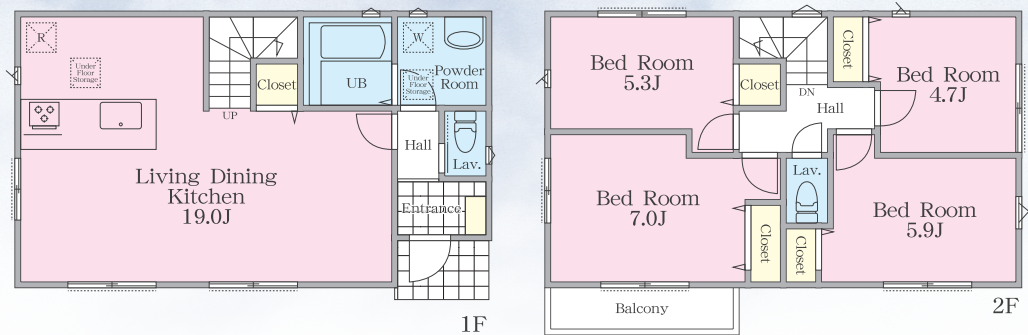 R
Under
Floor
Storage
Closet
UP
UB
W
Under
Floor
Storage
Powder
Room
Hall
Lav.
Living Dining
Kitchen
19.0J
Entrance
1F
Bed Room
5.3J
Closet
DN
Closet
Hall
Bed Room
4.7J
Bed Room
7.0J
Lav.
Closet
Closet
Bed Room
5.9J
Balcony
2F